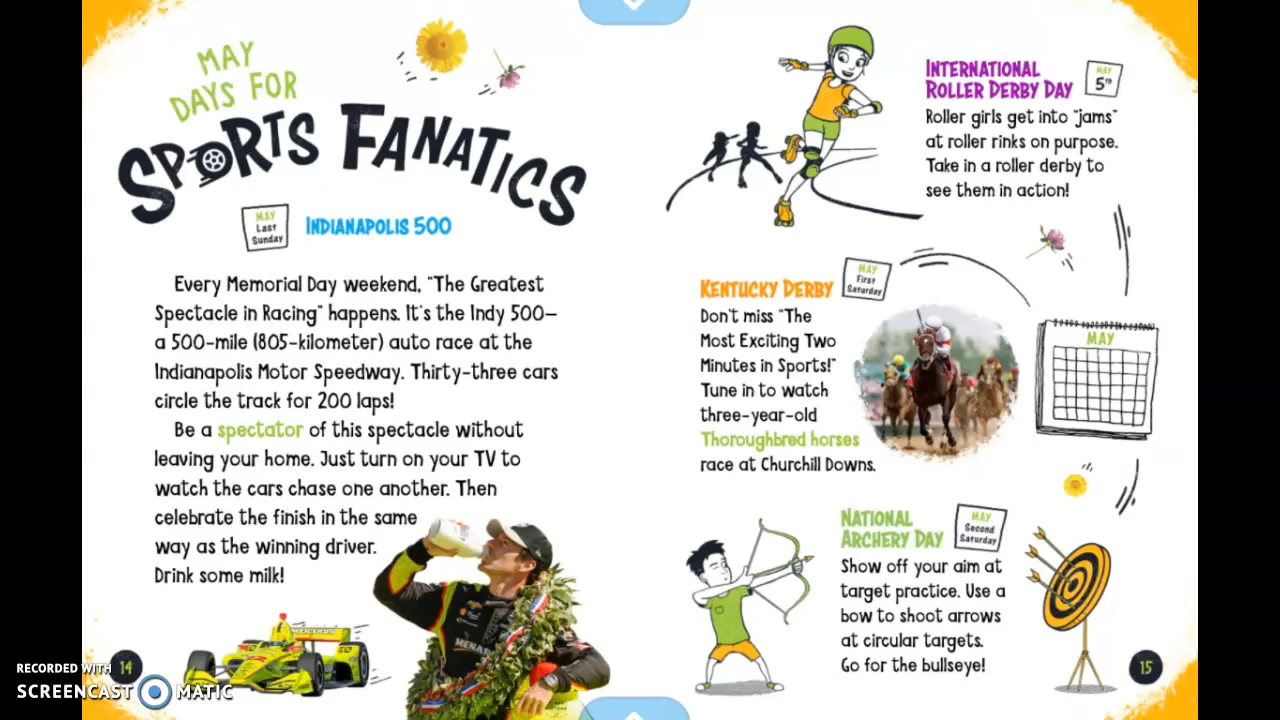 MAY
DAYS FOR
SPORTS FANATICS
MAY
Last
Sunday
INDIANAPOLIS 500
Every Memorial Day weekend, "The Greatest
Spectacle in Racing" happens. It's the Indy 500—
a 500-mile (805-kilometer) auto race at the
Indianapolis Motor Speedway. Thirty-three cars
circle the track for 200 laps!
Be a spectator of this spectacle without
leaving your home. Just turn on your TV to
watch the cars chase one another. Then
celebrate the finish in the same
way as the winning driver.
Drink some milk!
MENARDS
14
RECORDED WITH
SCREENCAST MATIC
INTERNATIONAL
ROLLER DERBY DAY
MAY
5th
Roller girls get into "jams"
at roller rinks on purpose.
Take in a roller derby to
see them in action!
KENTUCKY DERBY
MAY
First
Saturday
Don't miss "The
Most Exciting Two
Minutes in Sports!"
Tune in to watch
three-year-old
Thoroughbred horses
race at Churchill Downs.
MAY
NATIONAL
ARCHERY DAY
MAY
Second
Saturday
Show off your aim at
target practice. Use a
bow to shoot arrows
at circular targets.
Go for the bullseye!
15